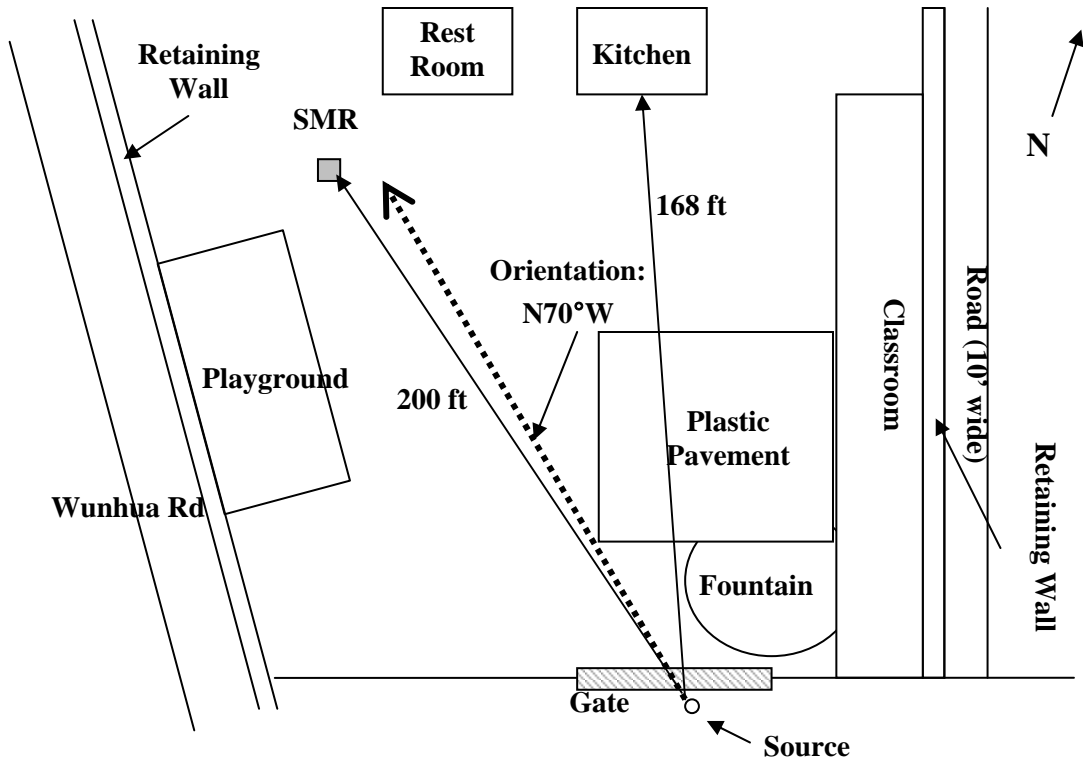 Rest
Room
Kitchen
Retaining
Wall
SMR
N
168 ft
Orientation:
N70°W
Road (10’ wide)
Classroom
Playground
200 ft
Plastic
Pavement
Retaining Wall
Wunhua Rd
Fountain
Gate
Source